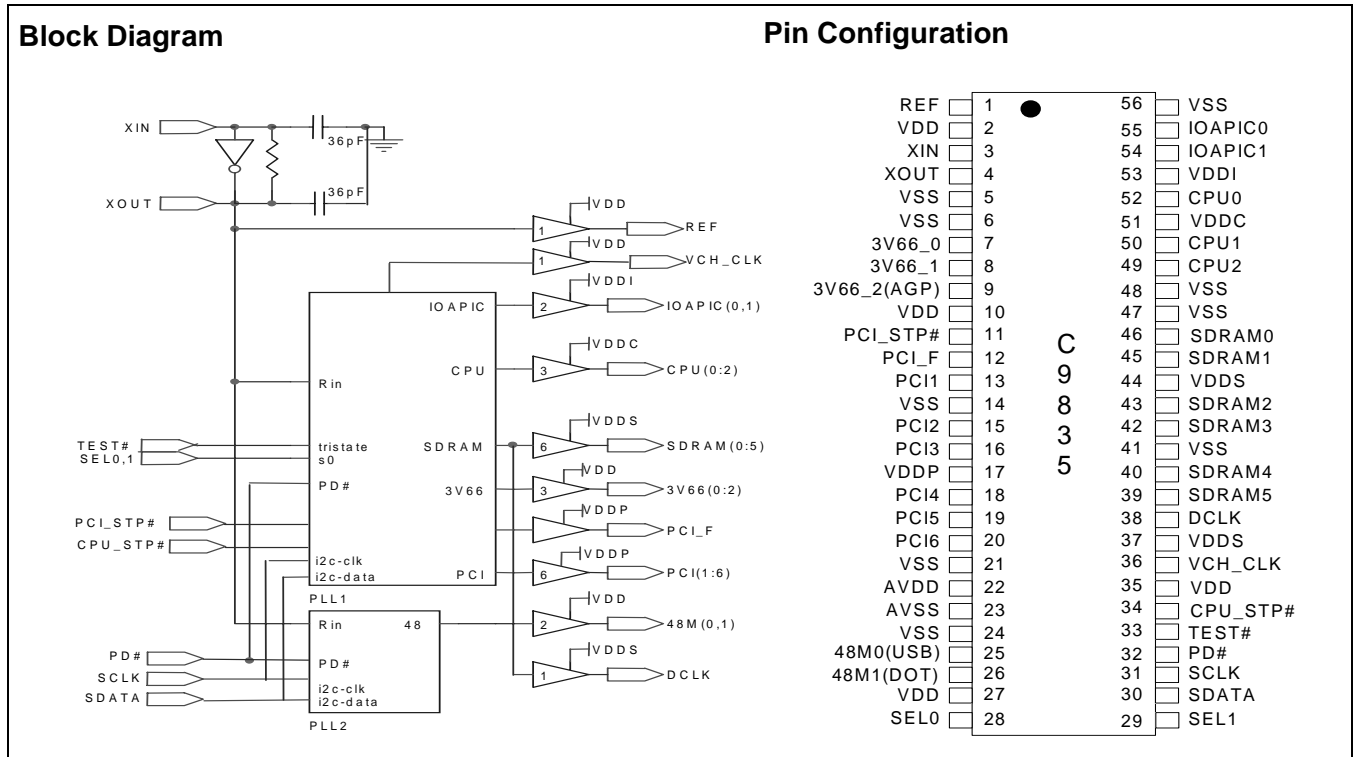 Block Diagram
XIN
36pF
36pF
XOUT
VDD
1
REF
VDD
1
VCH_CLK
VDDI
IOAPIC
2
IOAPIC(0,1)
VDDC
CPU
3
CPU(0:2)
Rin
VDDS
TEST#
tristate
SDRAM
6
SDRAM(0:5)
SEL0,1
s0
VDD
PD#
3V66
3
3V66(0:2)
VDDP
PCI_STP#
PCI_F
CPU_STP#
VDDP
i2c-clk
i2c-data
PCI
6
PCI(1:6)
PLL1
VDD
Rin
48
2
48M(0,1)
VDDS
PD#
PD#
SCLK
1
DCLK
i2c-clk
SDATA
i2c-data
PLL2
Pin Configuration
REF 1 56 VSS
VDD 2 55 IOAPIC0
XIN 3 54 IOAPIC1
XOUT 4 53 VDDI
VSS 5 52 CPU0
VSS 6 51 VDDC
3V66_0 7 50 CPU1
3V66_1 8 49 CPU2
3V66_2(AGP) 9 48 VSS
VDD 10 47 VSS
PCI_STP# 11 46 SDRAM0
PCI_F 12 45 SDRAM1
PCI1 13 44 VDDS
VSS 14 43 SDRAM2
PCI2 15 42 SDRAM3
PCI3 16 41 VSS
VDDP 17 40 SDRAM4
PCI4 18 39 SDRAM5
PCI5 19 38 DCLK
PCI6 20 37 VDDS
VSS 21 36 VCH_CLK
AVDD 22 35 VDD
AVSS 23 34 CPU_STP#
VSS 24 33 TEST#
48M0(USB) 25 32 PD#
48M1(DOT) 26 31 SCLK
VDD 27 30 SDATA
SEL0 28 29 SEL1
C
9
8
3
5